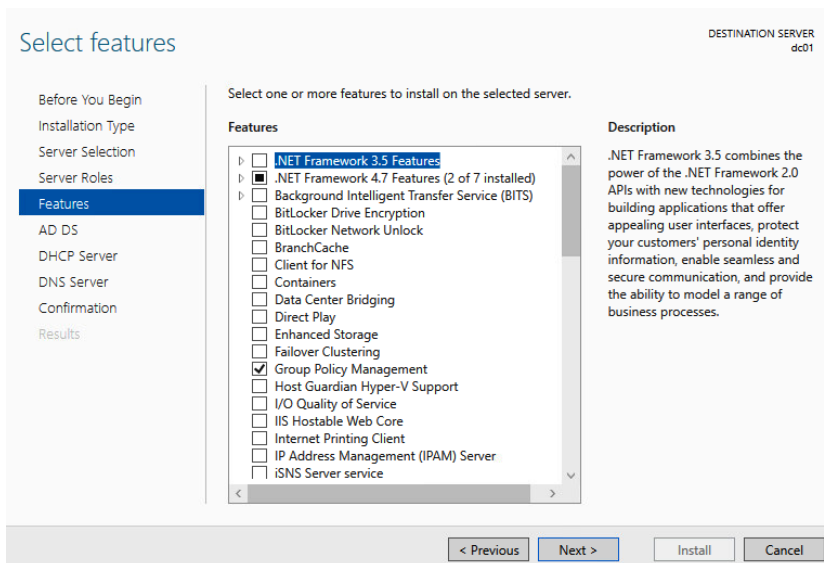 Select features
DESTINATION SERVER
dc01
Before You Begin
Installation Type
Server Selection
Server Roles
Features
AD DS
DHCP Server
DNS Server
Confirmation
Results
Select one or more features to install on the selected server.
Features
.NET Framework 3.5 Features
.NET Framework 4.7 Features (2 of 7 installed)
Background Intelligent Transfer Service (BITS)
BitLocker Drive Encryption
BitLocker Network Unlock
BranchCache
Client for NFS
Containers
Data Center Bridging
Direct Play
Enhanced Storage
Failover Clustering
Group Policy Management
Host Guardian Hyper-V Support
I/O Quality of Service
IIS Hostable Web Core
Internet Printing Client
IP Address Management (IPAM) Server
iSNS Server service
Description
.NET Framework 3.5 combines the
power of the .NET Framework 2.0
APIs with new technologies for
building applications that offer
appealing user interfaces, protect
your customers' personal identity
information, enable seamless and
secure communication, and provide
the ability to model a range of
business processes.
< Previous
Next >
Install
Cancel